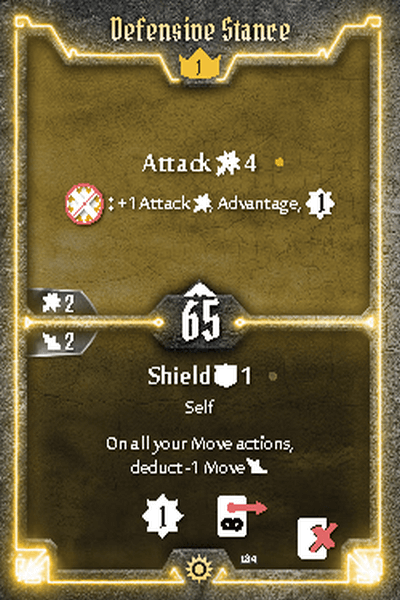 Defensive Stance
1
Attack 4
: +1 Attack , Advantage, 1
2
65
2
Shield 1
Self
On all your Move actions,
deduct -1 Move
1
184